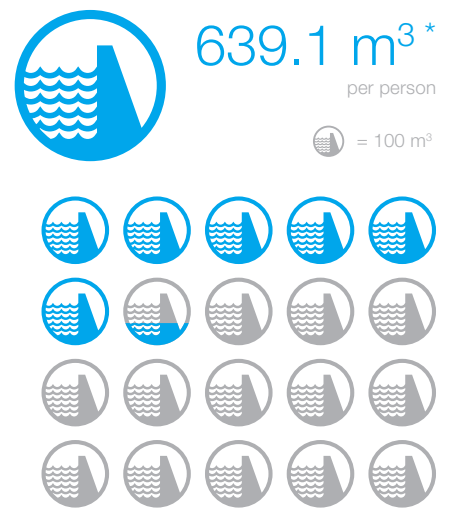 639.1 m³ *
per person
= 100 m³